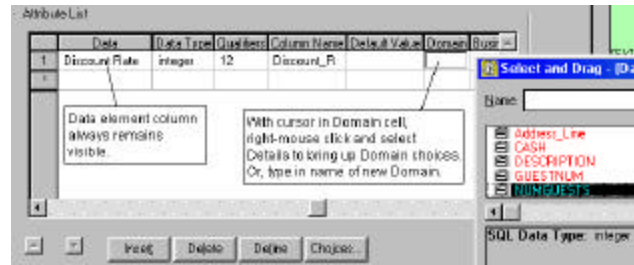 Attribute List
Data Data Type Qualifiers Column Name Default Value Domain Busr
1 Discount Rate integer 12 Discount_R
*
Data element column
always remains
visible.
With cursor in Domain cell,
right-mouse click and select
Details to bring up Domain choices.
Or, type in name of new Domain.
Insert Delete Define Choices...
Select and Drag - (Da
Name
Address_Line
CASH
DESCRIPTION
GUESTNUM
NUMGUESTS
SQL Data Type: integer